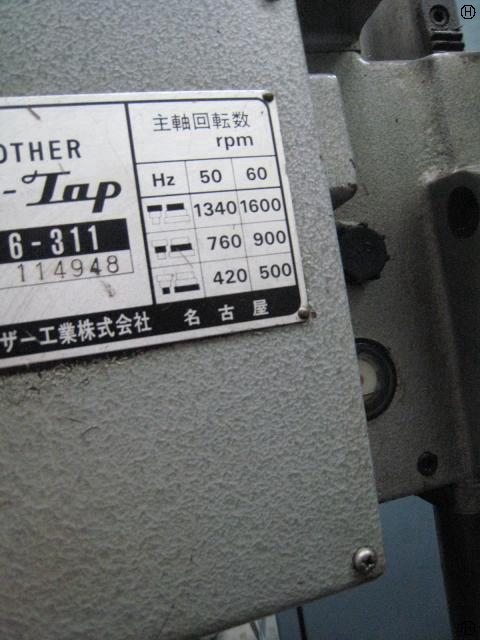 OTHER
-Tap
6-311
114948
ザー工業株式会社 名古屋
主軸回転数
rpm
Hz 50 60
1340 1600
760 900
420 500
H
H